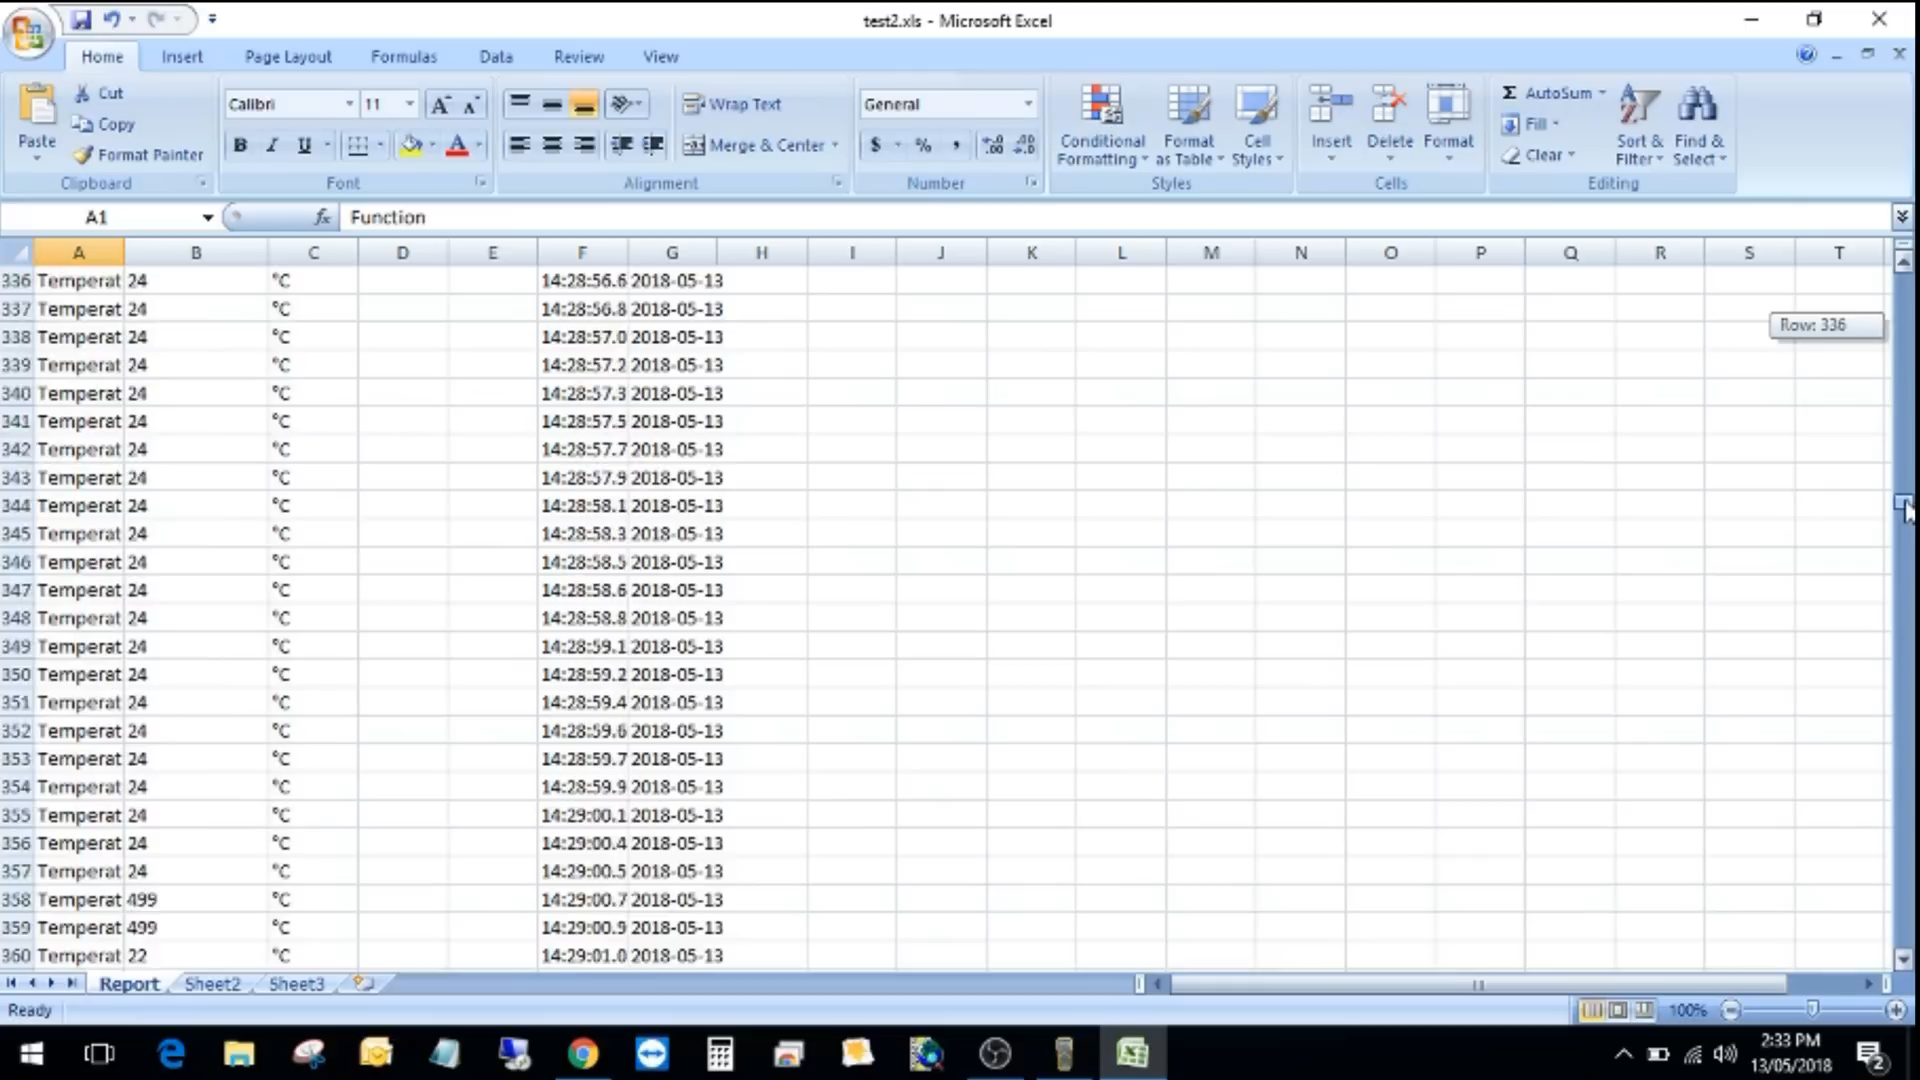 test2.xls - Microsoft Excel
Home Insert Page Layout Formulas Data Review View
Paste Cut Copy Format Painter Clipboard
Calibri 11 A A B I U A Font
Wrap Text Merge & Center Alignment
General $ % , Number
Conditional Formatting Format as Table Cell Styles Styles
Insert Delete Format Cells
Σ AutoSum Fill Clear Sort & Filter Find & Select Editing
A1 fx Function
A B C D E F G H I J K L M N O P Q R S T
336 Temperat 24 °C 14:28:56.6 2018-05-13
337 Temperat 24 °C 14:28:56.8 2018-05-13
Row: 336
338 Temperat 24 °C 14:28:57.0 2018-05-13
339 Temperat 24 °C 14:28:57.2 2018-05-13
340 Temperat 24 °C 14:28:57.3 2018-05-13
341 Temperat 24 °C 14:28:57.5 2018-05-13
342 Temperat 24 °C 14:28:57.7 2018-05-13
343 Temperat 24 °C 14:28:57.9 2018-05-13
344 Temperat 24 °C 14:28:58.1 2018-05-13
345 Temperat 24 °C 14:28:58.3 2018-05-13
346 Temperat 24 °C 14:28:58.5 2018-05-13
347 Temperat 24 °C 14:28:58.6 2018-05-13
348 Temperat 24 °C 14:28:58.8 2018-05-13
349 Temperat 24 °C 14:28:59.1 2018-05-13
350 Temperat 24 °C 14:28:59.2 2018-05-13
351 Temperat 24 °C 14:28:59.4 2018-05-13
352 Temperat 24 °C 14:28:59.6 2018-05-13
353 Temperat 24 °C 14:28:59.7 2018-05-13
354 Temperat 24 °C 14:28:59.9 2018-05-13
355 Temperat 24 °C 14:29:00.1 2018-05-13
356 Temperat 24 °C 14:29:00.4 2018-05-13
357 Temperat 24 °C 14:29:00.5 2018-05-13
358 Temperat 499 °C 14:29:00.7 2018-05-13
359 Temperat 499 °C 14:29:00.9 2018-05-13
360 Temperat 22 °C 14:29:01.0 2018-05-13
Report Sheet2 Sheet3
Ready 100%
2:33 PM
13/05/2018
2